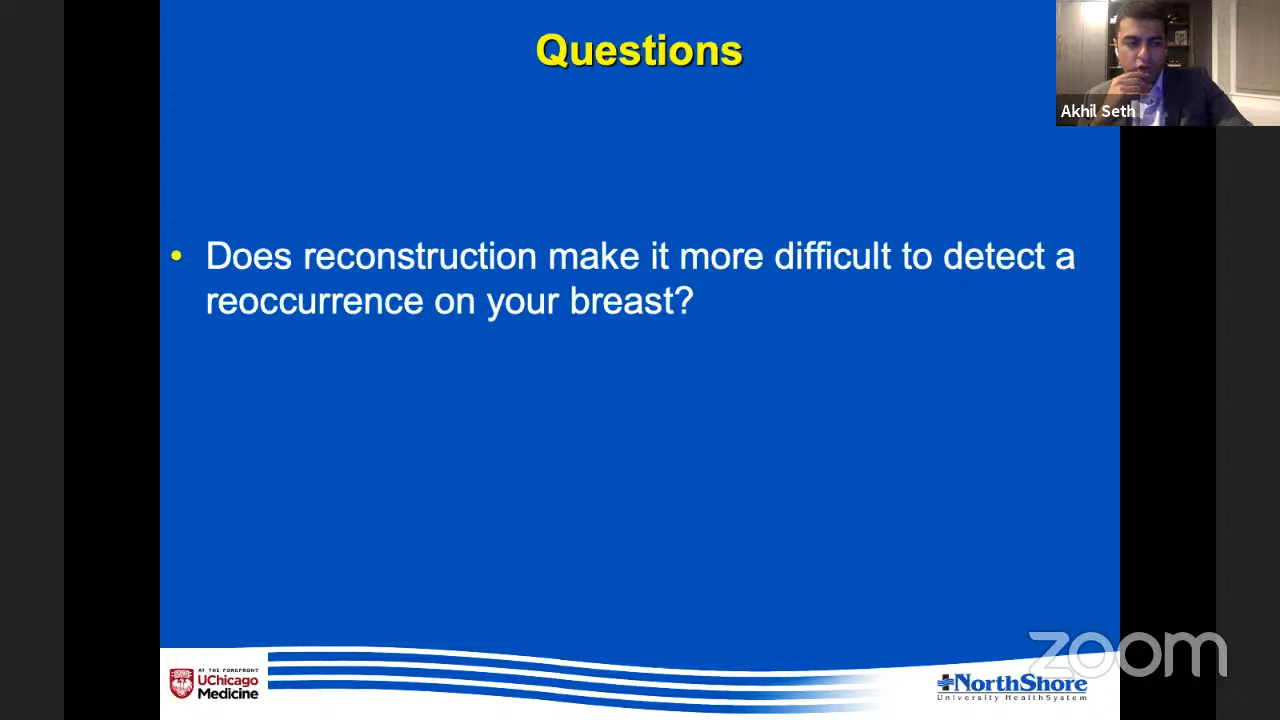 Questions
Akhil Seth
• Does reconstruction make it more difficult to detect a
reoccurrence on your breast?
zoom
AT THE FOREFRONT
UChicago
Medicine
NorthShore
University HealthSystem